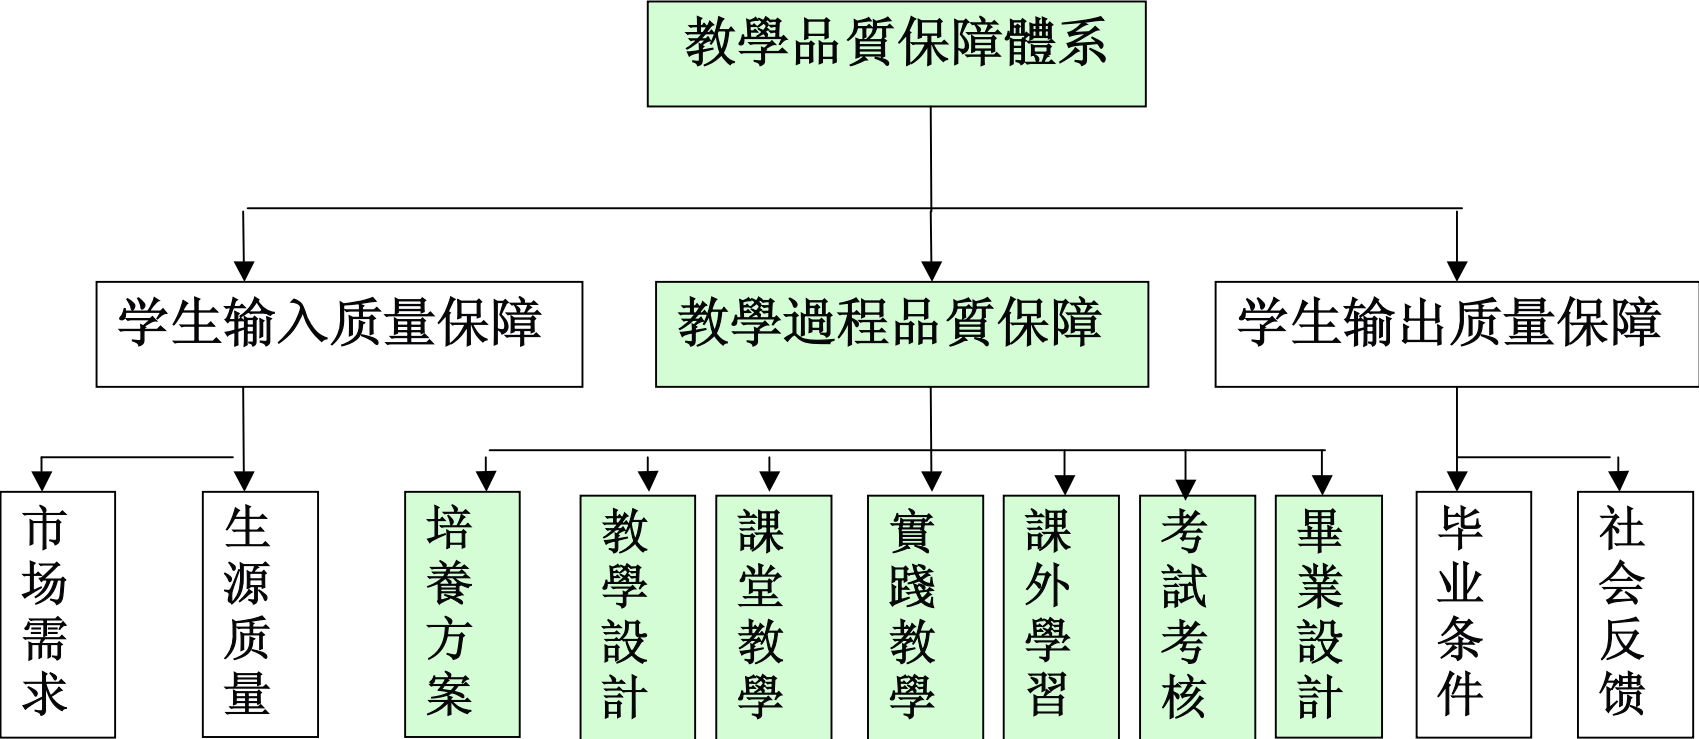 教學品質保障體系
学生输入质量保障
教學過程品質保障
学生输出质量保障
市场需求
生源质量
培養方案
教學設計
課堂教學
實踐教學
課外學習
考試考核
畢業設計
毕业条件
社会反馈